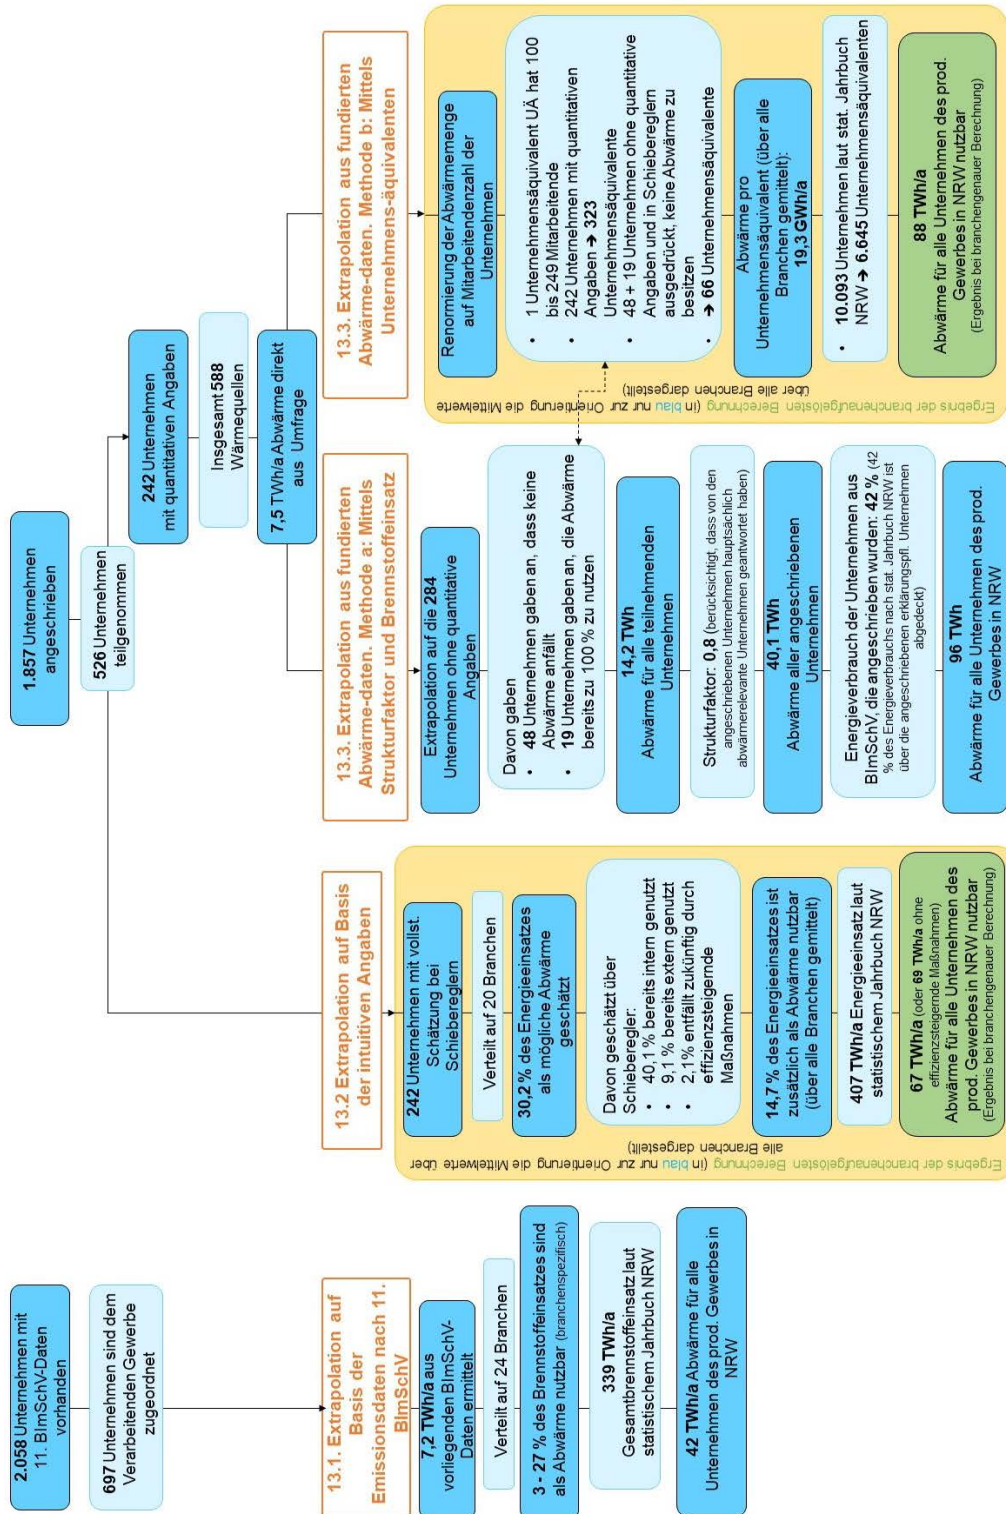 2.058 Unternehmen mit
11. BImSchV-Daten
vorhanden
697 Unternehmen sind dem
Verarbeitenden Gewerbe
zugeordnet
13.1. Extrapolation auf
Basis der
Emissionsdaten nach 11.
BImSchV
7,2 TWh/a aus
vorliegenden BImSchV-
Daten ermittelt
Verteilt auf 24 Branchen
3 - 27 % des Brennstoffeinsatzes sind
als Abwärme nutzbar (branchenspezifisch)
339 TWh/a
Gesamtbrennstoffeinsatz laut
statistischem Jahrbuch NRW
42 TWh/a Abwärme für alle
Unternehmen des prod. Gewerbes in
NRW
1.857 Unternehmen
angeschrieben
526 Unternehmen
teilgenommen
13.2 Extrapolation auf Basis
der intuitiven Angaben
242 Unternehmen mit vollst.
Schätzung bei
Schiebereglern
Verteilt auf 20 Branchen
30,2 % des Energieeinsatzes
als mögliche Abwärme
geschätzt
Davon geschätzt über
Schieberegler:
• 40,1 % bereits intern genutzt
• 9,1 % bereits extern genutzt
• 2,1 % entfällt zukünftig durch
effizienzsteigernde
Maßnahmen
14,7 % des Energieeinsatzes ist
zusätzlich als Abwärme nutzbar
(über alle Branchen gemittelt)
407 TWh/a Energieeinsatz laut
statistischem Jahrbuch NRW
67 TWh/a (oder 69 TWh/a ohne
effizienzsteigernde Maßnahmen)
Abwärme für alle Unternehmen des
prod. Gewerbes in NRW nutzbar
(Ergebnis bei branchengenauer Berechnung)
Ergebnis der branchenaufgelösten Berechnung (in blau nur zur Orientierung die Mittelwerte über
alle Branchen dargestellt)
242 Unternehmen
mit quantitativen Angaben
Insgesamt 588
Wärmequellen
7,5 TWh/a Abwärme direkt
aus Umfrage
13.3. Extrapolation aus fundierten
Abwärme-daten. Methode a: Mittels
Strukturfaktor und Brennstoffeinsatz
Extrapolation auf die 284
Unternehmen ohne quantitative
Angaben
Davon gaben
• 48 Unternehmen gaben an, dass keine
Abwärme anfällt
• 19 Unternehmen gaben an, die Abwärme
bereits zu 100 % zu nutzen
14,2 TWh
Abwärme für alle teilnehmenden
Unternehmen
Strukturfaktor: 0,8 (berücksichtigt, dass von den
angeschriebenen Unternehmen hauptsächlich
abwärmerelevante Unternehmen geantwortet haben)
40,1 TWh
Abwärme aller angeschriebenen
Unternehmen
Energieverbrauch der Unternehmen aus
BImSchV, die angeschrieben wurden: 42 % (42
% des Energieverbrauchs nach stat. Jahrbuch NRW ist
über die angeschriebenen erklärungspfl. Unternehmen
abgedeckt)
96 TWh
Abwärme für alle Unternehmen des prod.
Gewerbes in NRW
13.3. Extrapolation aus fundierten
Abwärme-daten. Methode b: Mittels
Unternehmens-äquivalenten
Renormierung der Abwärmemenge
auf Mitarbeitendenzahl der
Unternehmen
• 1 Unternehmensäquivalent UÄ hat 100
bis 249 Mitarbeitende
• 242 Unternehmen mit quantitativen
Angaben ➔ 323
Unternehmensäquivalente
• 48 + 19 Unternehmen ohne quantitative
Angaben und in Schiebereglern
ausgedrückt, keine Abwärme zu
besitzen
• ➔ 66 Unternehmensäquivalente
Abwärme pro
Unternehmensäquivalent (über alle
Branchen gemittelt):
19,3 GWh/a
• 10.093 Unternehmen laut stat. Jahrbuch
NRW ➔ 6.645 Unternehmensäquivalenten
88 TWh/a
Abwärme für alle Unternehmen des prod.
Gewerbes in NRW nutzbar
(Ergebnis bei branchengenauer Berechnung)
Ergebnis der branchenaufgelösten Berechnung (in blau nur zur Orientierung die Mittelwerte
über alle Branchen dargestellt)